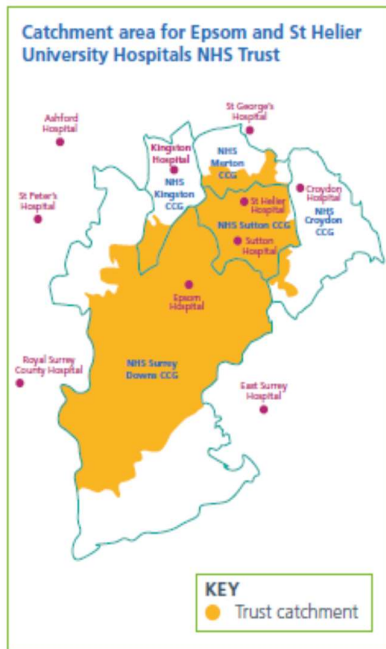 Catchment area for Epsom and St Helier
University Hospitals NHS Trust
St George's
Hospital
Ashford
Hospital
Kingston
Hospital
NHS
Merton
CCG
NHS
Kingston
CCG
St Peter's
Hospital
St Helier
Hospital
Croydon
Hospital
NHS
Croydon
CCG
NHS Sutton CCG
Sutton
Hospital
Epsom
Hospital
Royal Surrey
County Hospital
NHS Surrey
Downs CCG
East Surrey
Hospital
KEY
Trust catchment